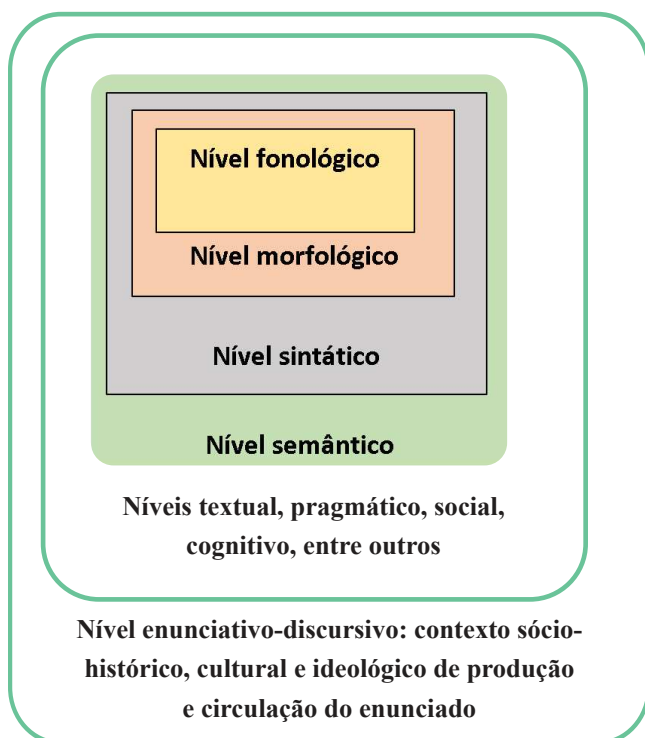 Nível fonológico
Nível morfológico
Nível sintático
Nível semântico
Níveis textual, pragmático, social,
cognitivo, entre outros
Nível enunciativo-discursivo: contexto sócio-
histórico, cultural e ideológico de produção
e circulação do enunciado